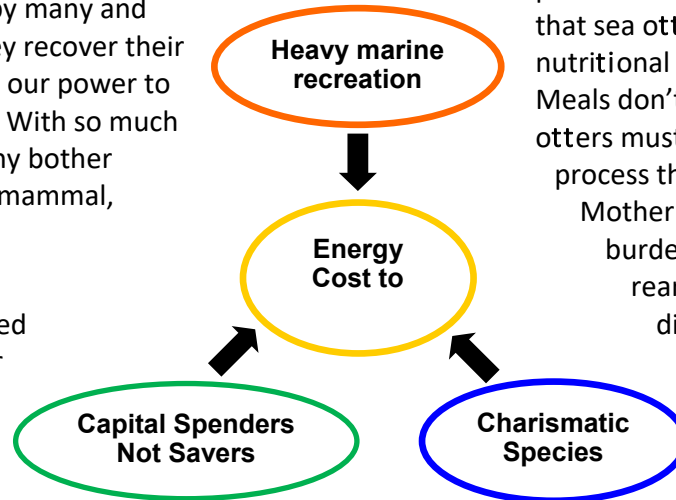 by many and
ey recover their
our power to
With so much
ny bother
mammal,
ed
Heavy marine
recreation
Energy
Cost to
Capital Spenders
Not Savers
Charismatic
Species
that sea ott
nutritional
Meals don't
otters must
process th
Mother
burde
rear
di